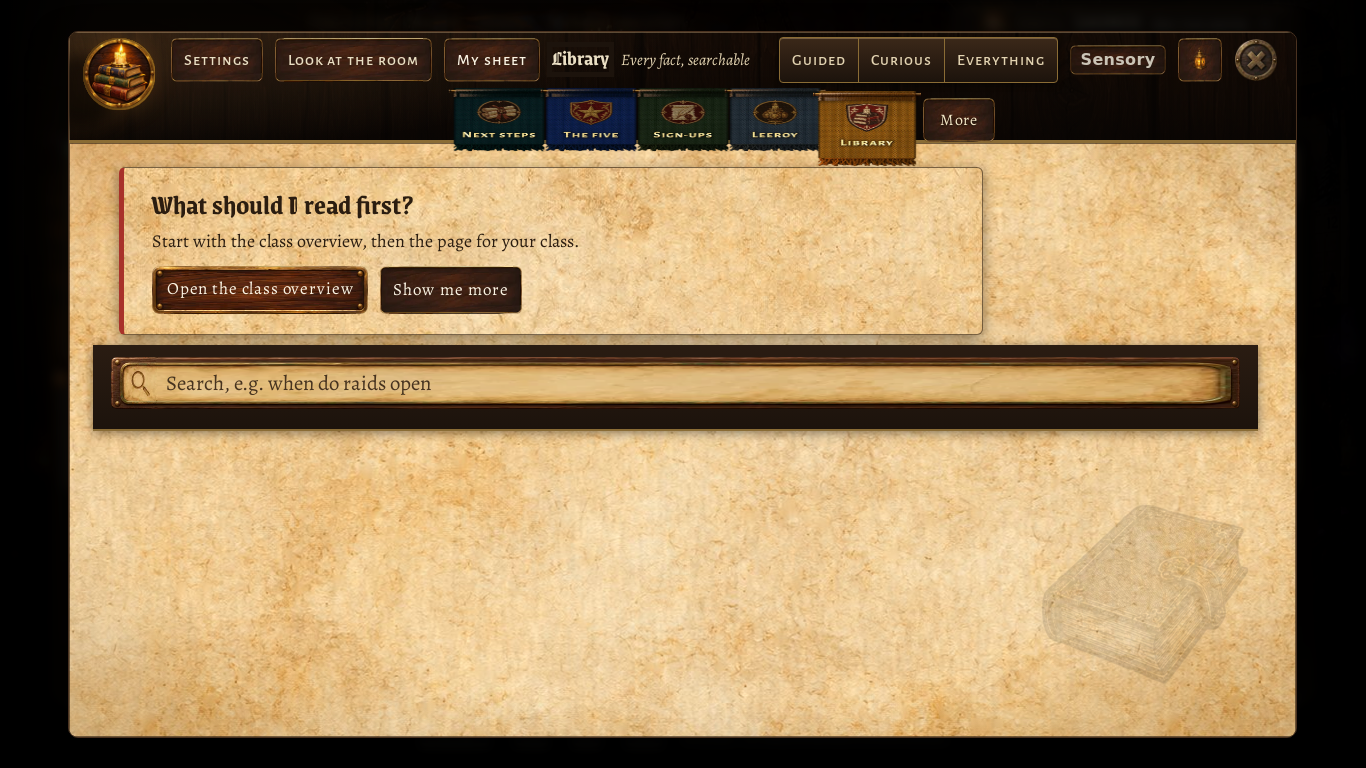 Settings
Look at the room
My sheet
Library
Every fact, searchable
Guided
Curious
Everything
Sensory
Next steps
The Five
Sign-ups
Leeroy
Library
More
What should I read first?
Start with the class overview, then the page for your class.
Open the class overview
Show me more
Search, e.g. when do raids open